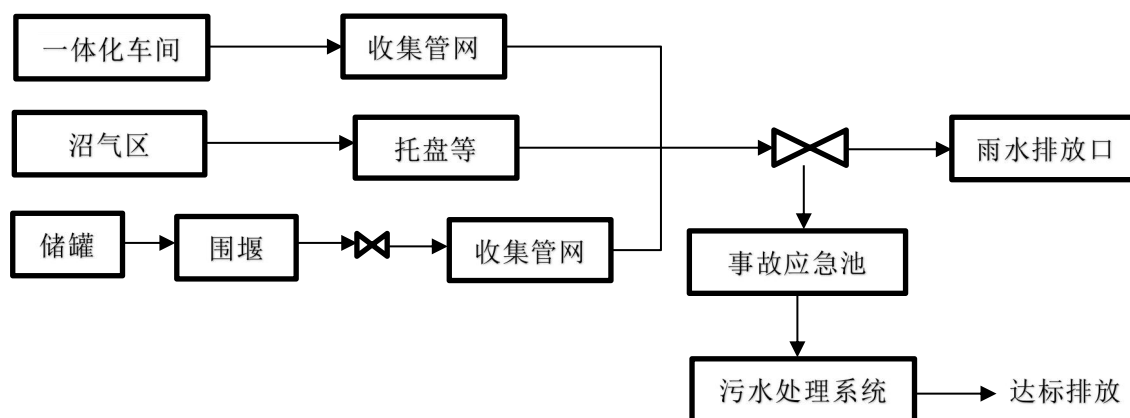 一体化车间
收集管网
沼气区
托盘等
雨水排放口
储罐
围堰
收集管网
事故应急池
污水处理系统
达标排放